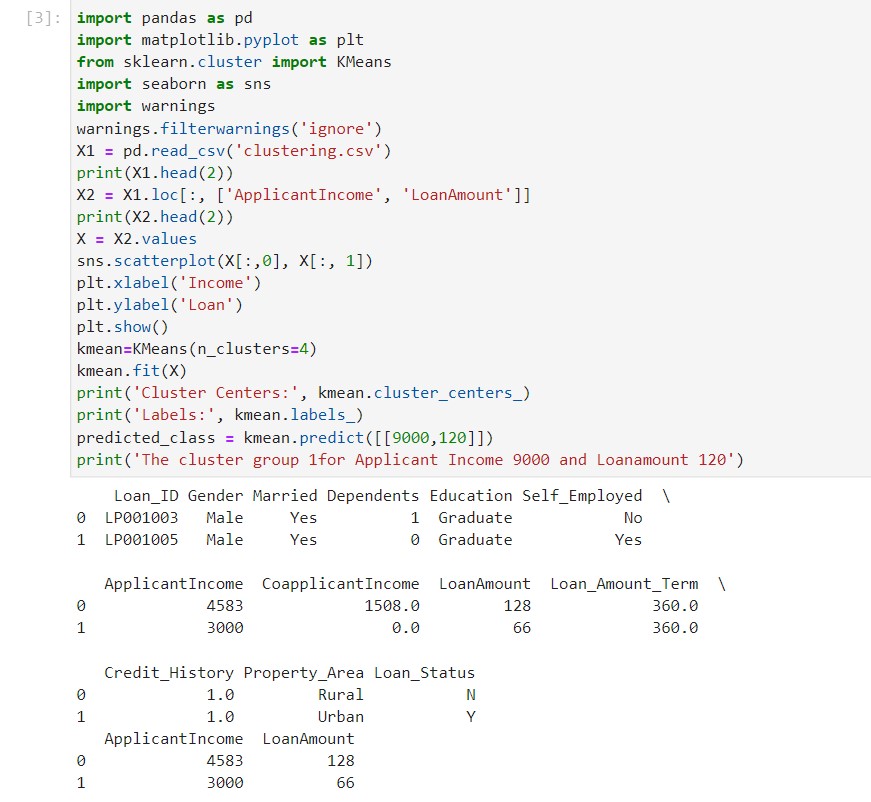 [3]: import pandas as pd
import matplotlib.pyplot as plt
from sklearn.cluster import KMeans
import seaborn as sns
import warnings
warnings.filterwarnings('ignore')
X1 = pd.read_csv('clustering.csv')
print(X1.head(2))
X2 = X1.loc[:, ['ApplicantIncome', 'LoanAmount']]
print(X2.head(2))
X = X2.values
sns.scatterplot(X[:,0], X[:, 1])
plt.xlabel('Income')
plt.ylabel('Loan')
plt.show()
kmean=KMeans(n_clusters=4)
kmean.fit(X)
print('Cluster Centers:', kmean.cluster_centers_)
print('Labels:', kmean.labels_)
predicted_class = kmean.predict([[9000,120]])
print('The cluster group 1for Applicant Income 9000 and Loanamount 120')
Loan_ID Gender Married Dependents Education Self_Employed \
0 LP001003 Male Yes 1 Graduate No
1 LP001005 Male Yes 0 Graduate Yes
ApplicantIncome CoapplicantIncome LoanAmount Loan_Amount_Term \
0 4583 1508.0 128 360.0
1 3000 0.0 66 360.0
Credit_History Property_Area Loan_Status
0 1.0 Rural N
1 1.0 Urban Y
ApplicantIncome LoanAmount
0 4583 128
1 3000 66